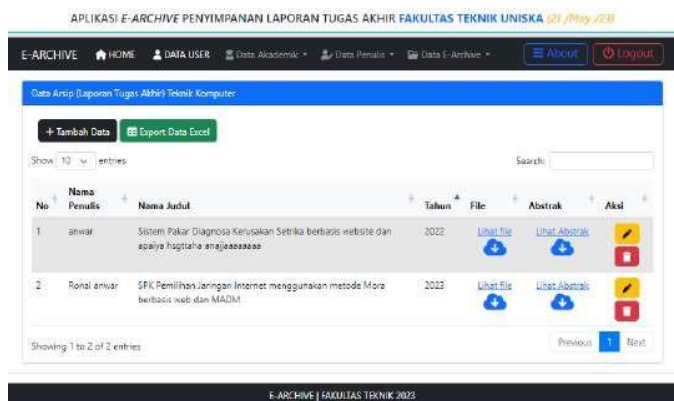 APLIKASI E-ARCHIVE PENYIMPANAN LAPORAN TUGAS AKHIR FAKULTAS TEKNIK UNISKA (21 /May /23)
E-ARCHIVE HOME DATA USER Data Akademik Data Penulis Data E-Archive About Logout
Data Arsip (Laporan Tugas Akhir) Teknik Komputer
+ Tambah Data Export Data Excel
Show 10 entries Search:
No Nama Penulis Nama Judul Tahun File Abstrak Aksi
1 anwar Sistem Pakar Diagnosa Kerusakan Setrika berbasis website dan 2022 Lihat file Lihat Abstrak
2 Ronal anwar SPK Pemilihan Jaringan Internet menggunakan metode Mora 2023 Lihat file Lihat Abstrak
berbasis web dan MADM
Showing 1 to 2 of 2 entries Previous 1 Next
E-ARCHIVE | FAKULTAS TEKNIK 2023